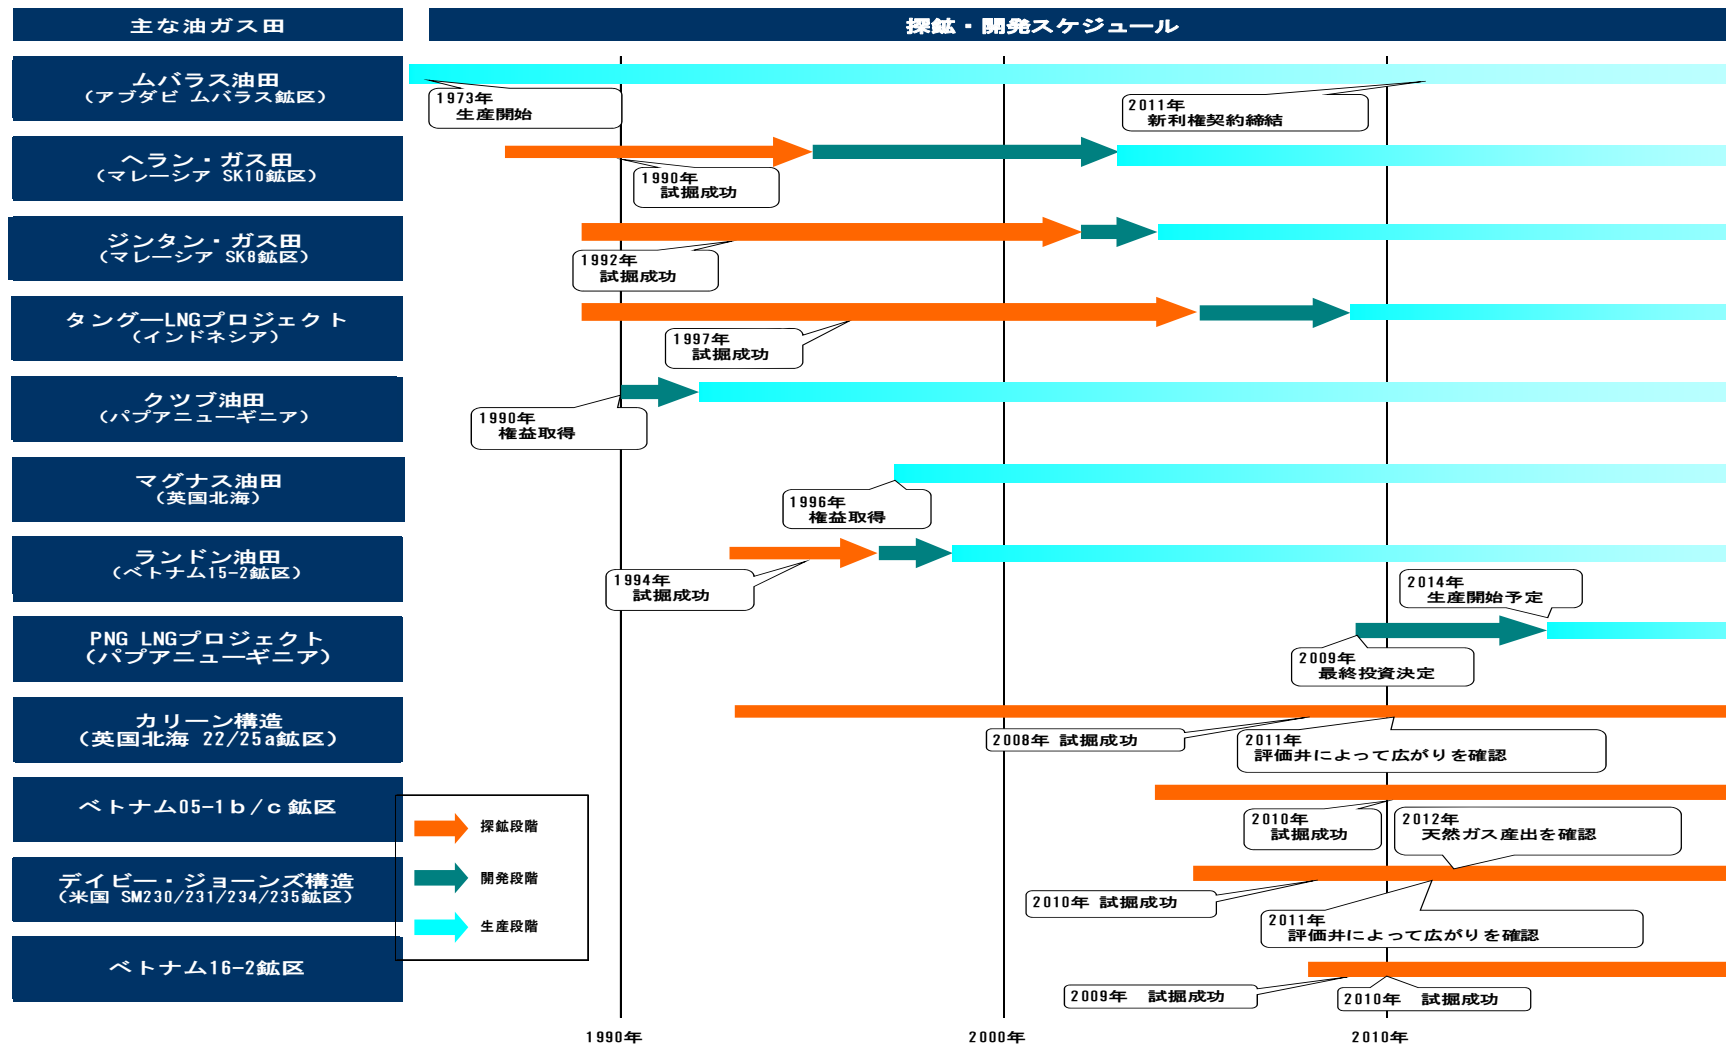 主な油ガス田
探鉱・開発スケジュール
ムバラス油田
（アブダビ ムバラス鉱区）
1973年
生産開始
2011年
新利権契約締結
ヘラン・ガス田
（マレーシア SK10鉱区）
1990年
試掘成功
ジンタン・ガス田
（マレーシア SK8鉱区）
1992年
試掘成功
タングーLNGプロジェクト
（インドネシア）
1997年
試掘成功
クツブ油田
（パプアニューギニア）
1990年
権益取得
マグナス油田
（英国北海）
1996年
権益取得
ランドン油田
（ベトナム15-2鉱区）
1994年
試掘成功
PNG LNGプロジェクト
（パプアニューギニア）
2014年
生産開始予定
2009年
最終投資決定
カリーン構造
（英国北海 22/25a鉱区）
2008年 試掘成功
2011年
評価井によって広がりを確認
ベトナム05-1b/c鉱区
2010年
試掘成功
デイビー・ジョーンズ構造
（米国 SM230/231/234/235鉱区）
2012年
天然ガス産出を確認
2010年 試掘成功
2011年
評価井によって広がりを確認
ベトナム16-2鉱区
2009年 試掘成功
2010年 試掘成功
探鉱段階
開発段階
生産段階
1990年
2000年
2010年